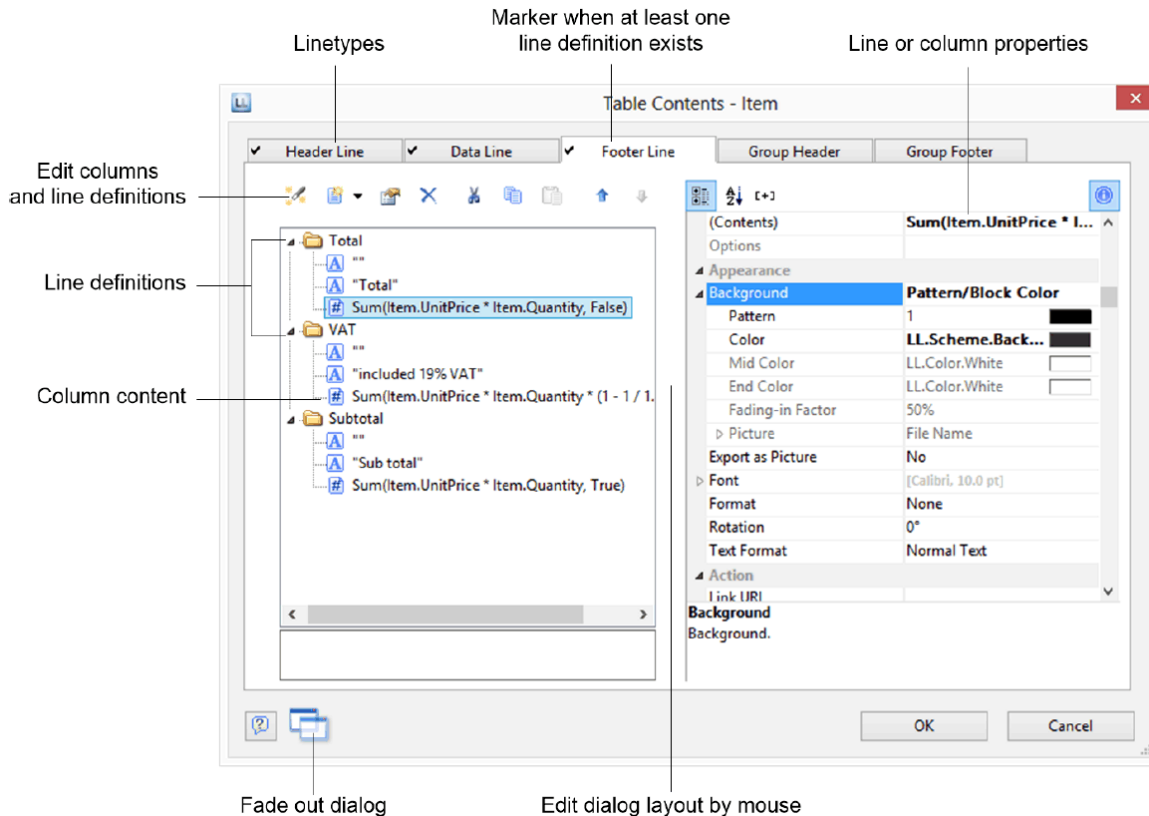 Marker when at least one
line definition exists
Linetypes
Line or column properties
LL
Table Contents - Item
Header Line
Data Line
Footer Line
Group Header
Group Footer
Edit columns
and line definitions
A
Z
[+]
Line definitions
Column content
Total
A ""
A "Total"
# Sum(Item.UnitPrice * Item.Quantity, False)
VAT
A ""
A "included 19% VAT"
# Sum(Item.UnitPrice * Item.Quantity * (1 - 1 / 1.
Subtotal
A ""
A "Sub total"
# Sum(Item.UnitPrice * Item.Quantity, True)
(Contents) Sum(Item.UnitPrice * I...
Options
Appearance
Background Pattern/Block Color
Pattern 1
Color LL.Scheme.Back...
Mid Color LL.Color.White
End Color LL.Color.White
Fading-in Factor 50%
Picture File Name
Export as Picture No
Font [Calibri, 10.0 pt]
Format None
Rotation 0°
Text Format Normal Text
Action
Link URL
Background
Background.
?
OK
Cancel
Fade out dialog
Edit dialog layout by mouse